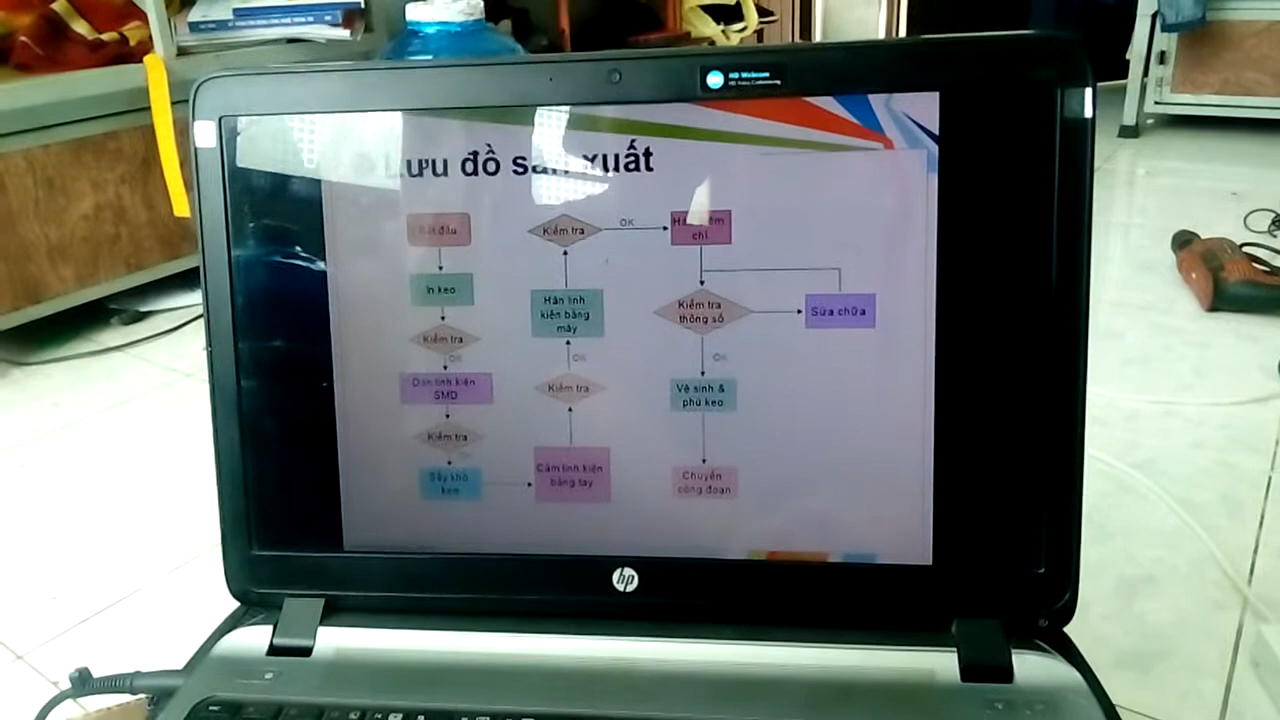 HD Webcam
Lưu đồ sản xuất
Bắt đầu
In keo
Kiểm tra
OK
Dán linh kiện
SMD
Kiểm tra
Sấy khô
keo
Cắm linh kiện
bằng tay
Kiểm tra
OK
Hàn linh
kiện bằng
máy
Kiểm tra
OK
chì
Kiểm tra
thông số
Sửa chữa
OK
Vệ sinh &
phủ keo
Chuyển
công đoạn
hp